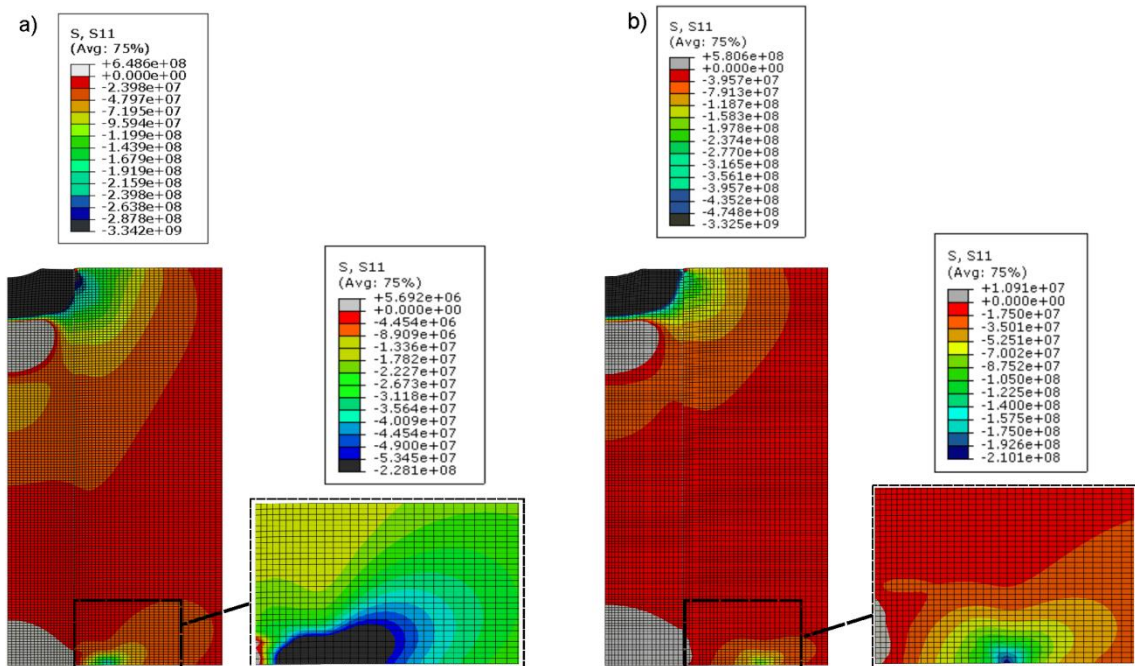 a)
S, S11
(Avg: 75%)
+6.486e+08
+0.000e+00
-2.398e+07
-4.797e+07
-7.195e+07
-9.594e+07
-1.199e+08
-1.439e+08
-1.679e+08
-1.919e+08
-2.159e+08
-2.398e+08
-2.638e+08
-2.878e+08
-3.342e+09
S, S11
(Avg: 75%)
+5.692e+06
+0.000e+00
-4.454e+06
-8.909e+06
-1.336e+07
-1.782e+07
-2.227e+07
-2.673e+07
-3.118e+07
-3.564e+07
-4.009e+07
-4.454e+07
-4.900e+07
-5.345e+07
-2.281e+08
b)
S, S11
(Avg: 75%)
+5.806e+08
+0.000e+00
-3.957e+07
-7.913e+07
-1.187e+08
-1.583e+08
-1.978e+08
-2.374e+08
-2.770e+08
-3.165e+08
-3.561e+08
-3.957e+08
-4.352e+08
-4.748e+08
-3.325e+09
S, S11
(Avg: 75%)
+1.091e+07
+0.000e+00
-1.750e+07
-3.501e+07
-5.251e+07
-7.002e+07
-8.752e+07
-1.050e+08
-1.225e+08
-1.400e+08
-1.575e+08
-1.750e+08
-1.926e+08
-2.101e+08